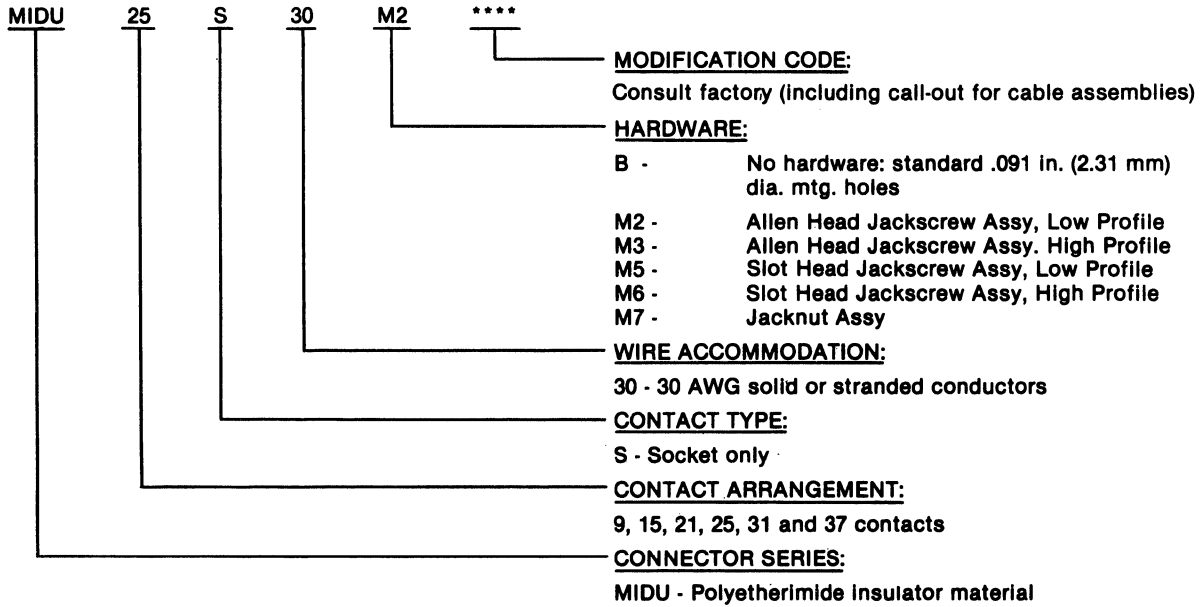 MIDU 25 S 30 M2 ****
MODIFICATION CODE:
Consult factory (including call-out for cable assemblies)
HARDWARE:
B - No hardware: standard .091 in. (2.31 mm)
dia. mtg. holes
M2 - Allen Head Jackscrew Assy, Low Profile
M3 - Allen Head Jackscrew Assy. High Profile
M5 - Slot Head Jackscrew Assy, Low Profile
M6 - Slot Head Jackscrew Assy, High Profile
M7 - Jacknut Assy
WIRE ACCOMMODATION:
30 - 30 AWG solid or stranded conductors
CONTACT TYPE:
S - Socket only
CONTACT ARRANGEMENT:
9, 15, 21, 25, 31 and 37 contacts
CONNECTOR SERIES:
MIDU - Polyetherimide insulator material